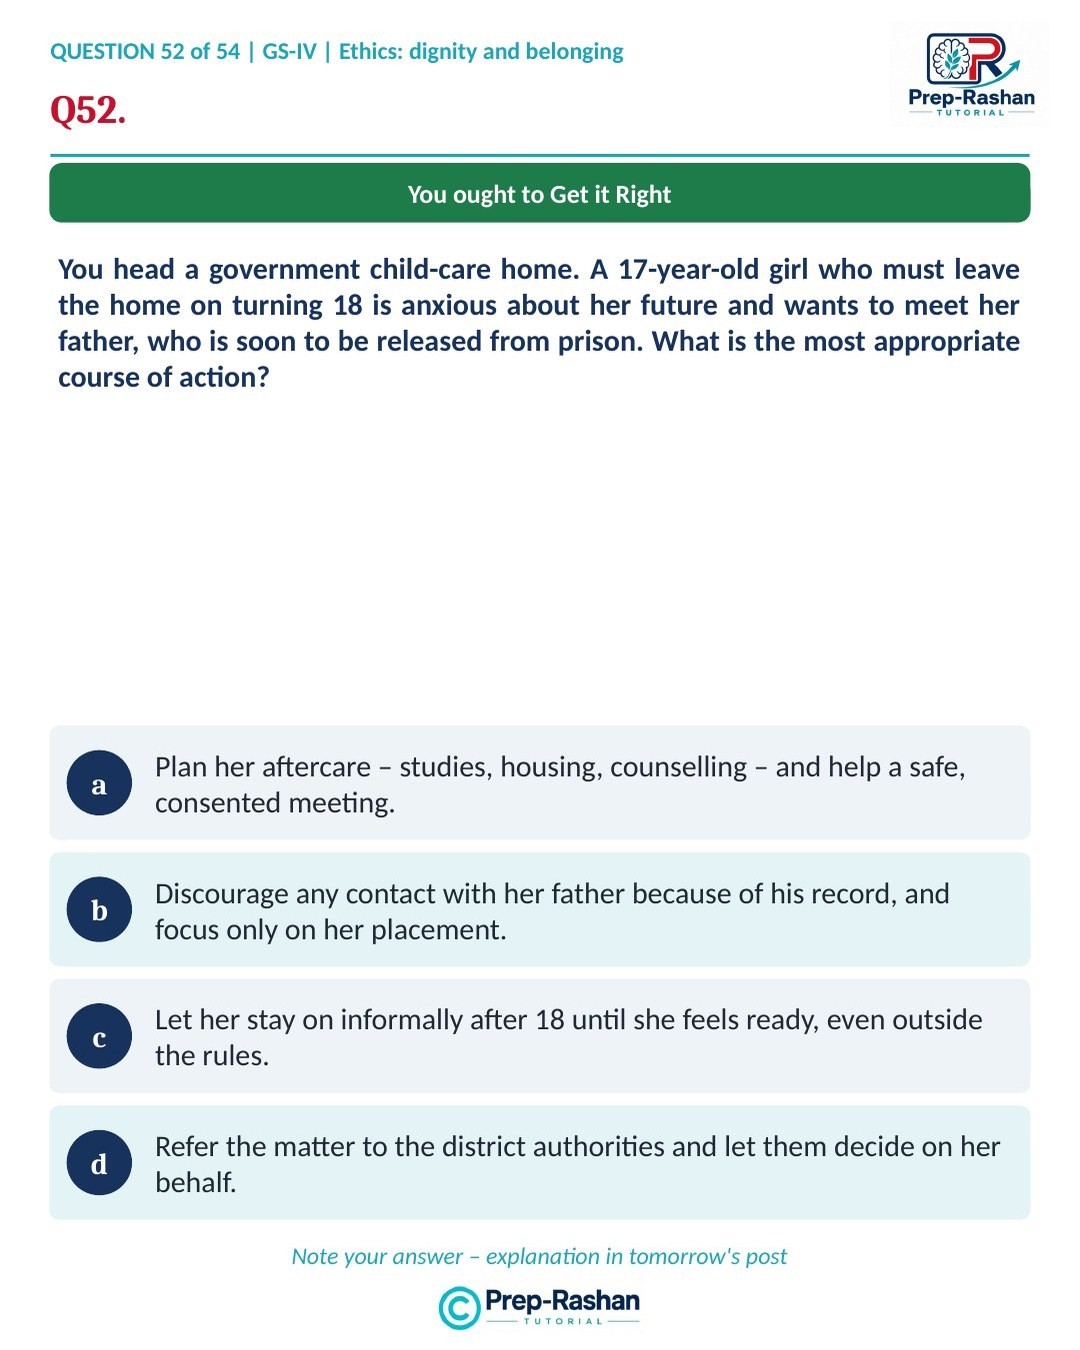 QUESTION 52 of 54 | GS-IV | Ethics: dignity and belonging
Q52.
Prep-Rashan
TUTORIAL
You ought to Get it Right
You head a government child-care home. A 17-year-old girl who must leave
the home on turning 18 is anxious about her future and wants to meet her
father, who is soon to be released from prison. What is the most appropriate
course of action?
a
Plan her aftercare – studies, housing, counselling – and help a safe,
consented meeting.
b
Discourage any contact with her father because of his record, and
focus only on her placement.
c
Let her stay on informally after 18 until she feels ready, even outside
the rules.
d
Refer the matter to the district authorities and let them decide on her
behalf.
Note your answer – explanation in tomorrow's post
© Prep-Rashan
TUTORIAL